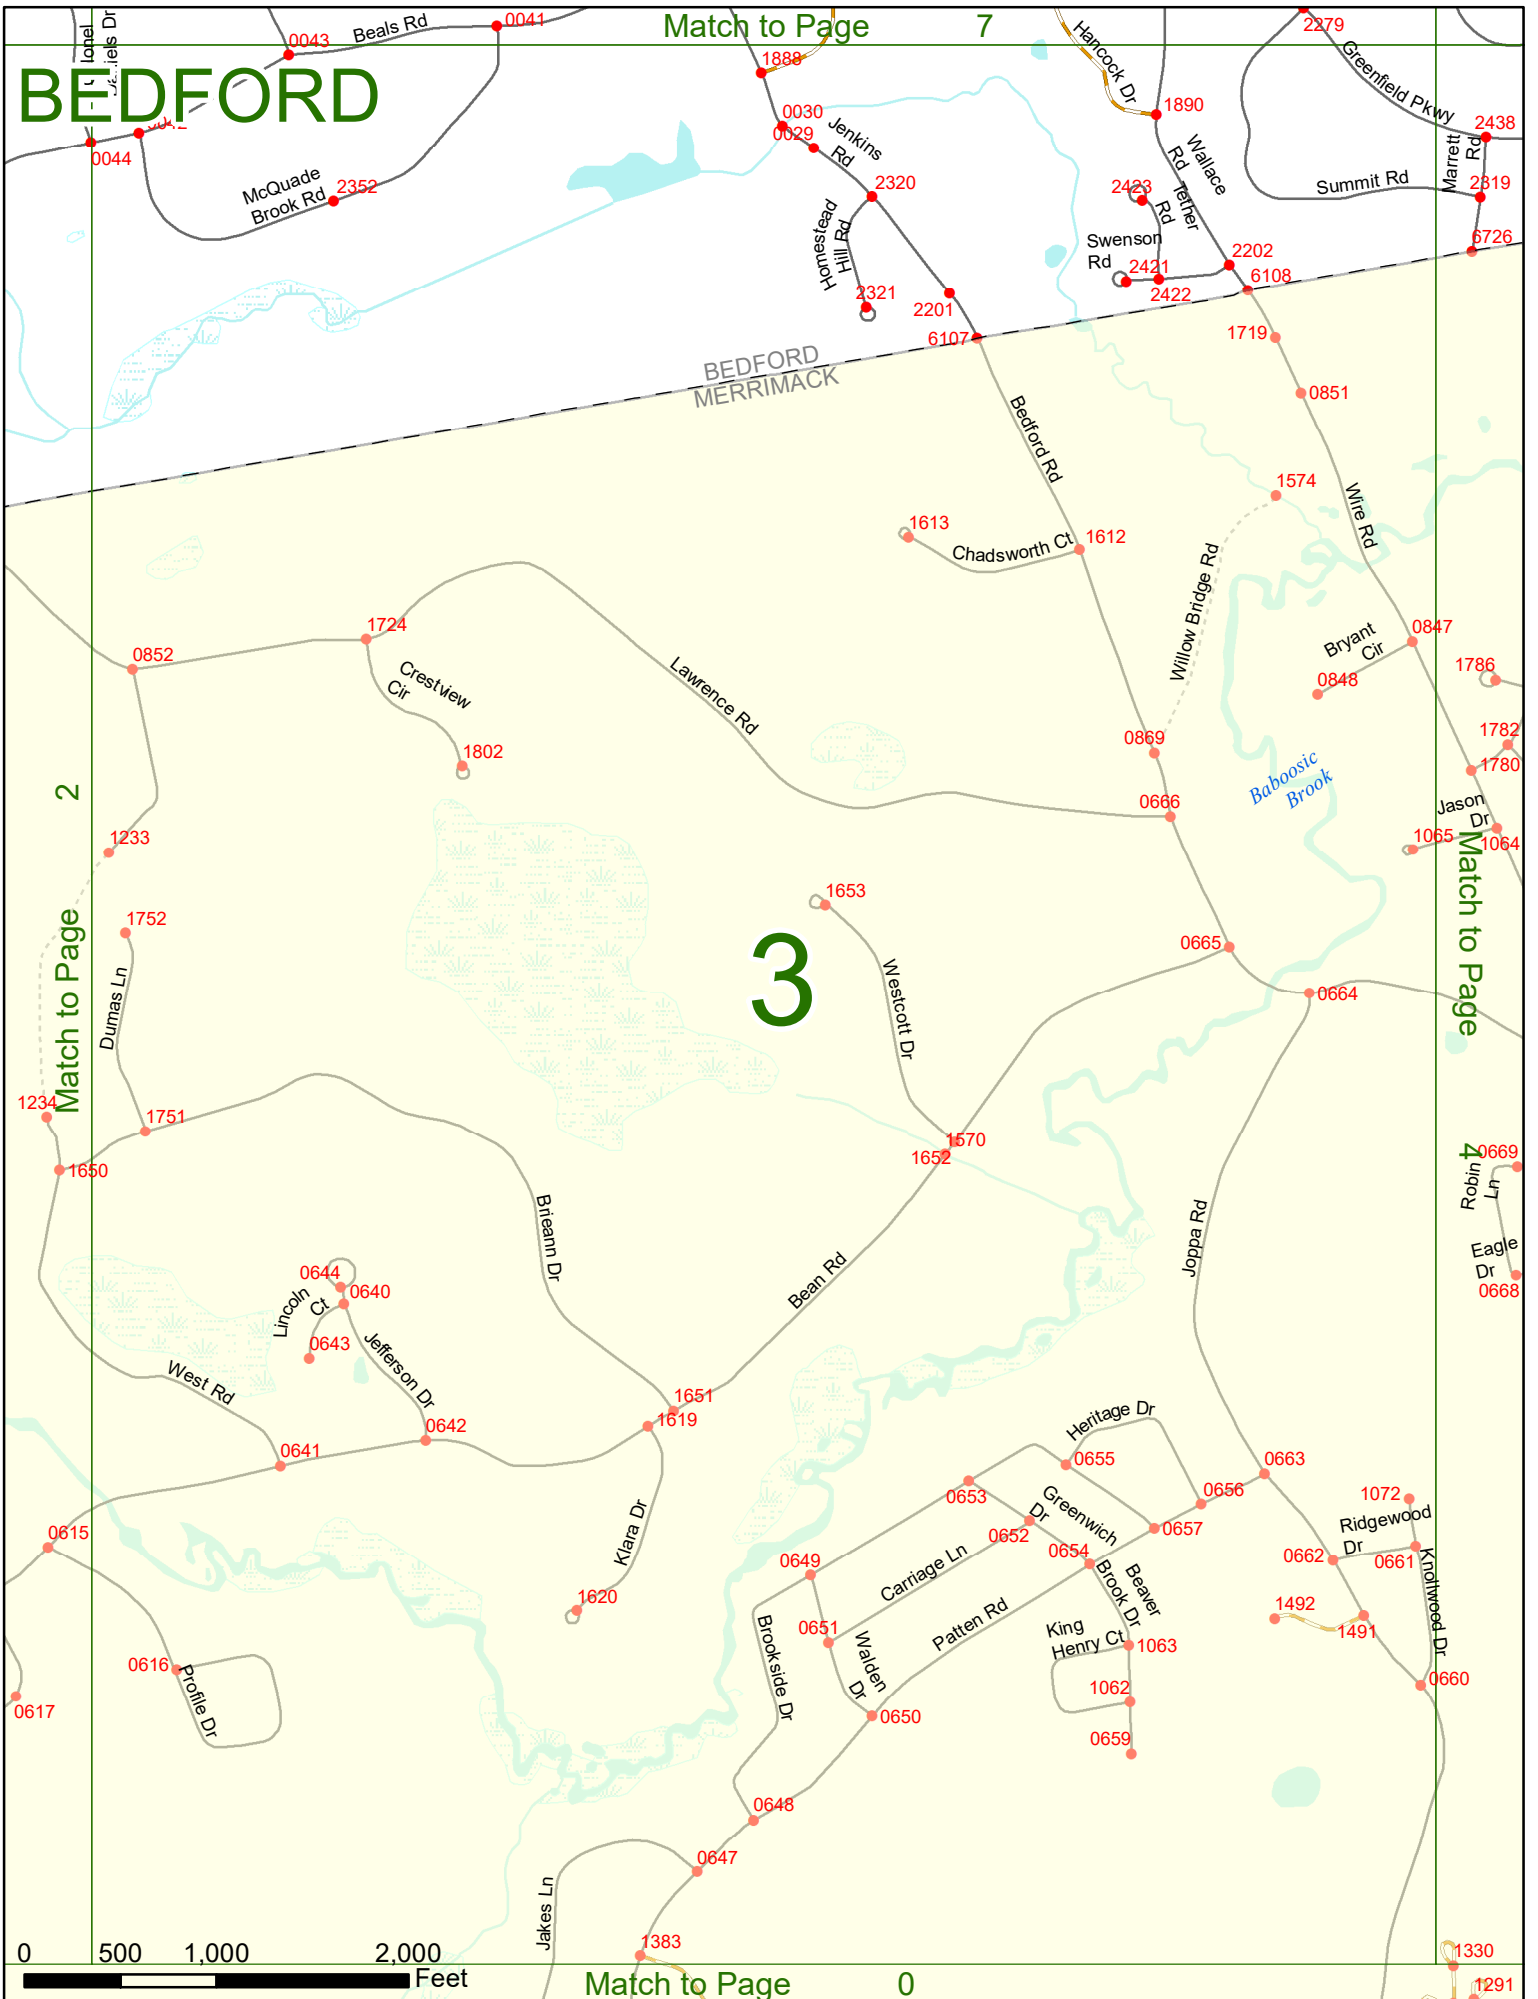 Match to Page 7
BEDFORD
Beals Rd
0041
0043
0044
McQuade
Brook Rd
2352
1888
0030
0029
Jenkins
Rd
2320
Homestead
Hill Rd
2321
2201
6107
Hancock Dr
1890
Wallace
Rd
Tether
Rd
2423
Swenson
Rd
2421
2422
2202
6108
2279
Greenfield Pkwy
2438
Marrett
Rd
Summit Rd
2319
6726
BEDFORD
MERRIMACK
1719
0851
Bedford Rd
1574
Wire Rd
1613
Chadsworth Ct
1612
Willow Bridge Rd
0847
Bryant
Cir
0848
1786
1724
0852
Crestview
Cir
Lawrence Rd
1802
0869
1782
1780
Baboosic
Brook
0666
Jason
Dr
1065
1064
2
Match to Page
1233
1752
Dumas Ln
1653
3
Westcott Dr
0665
0664
Match to Page
4
1234
1751
1650
1570
1652
0669
Robin
Ln
Eagle
Dr
0668
Brieann Dr
Joppa Rd
Bean Rd
0644
0640
Lincoln
Ct
0643
Jefferson Dr
West Rd
1651
1619
0642
0641
Heritage Dr
0655
0663
0653
Greenwich
Dr
0656
0652
0657
1072
Ridgewood
Dr
0662
0661
Knollwood Dr
0615
Klara Dr
1620
0649
Carriage Ln
0654
Beaver
Brook Dr
1492
1491
0651
Walden
Dr
Patten Rd
King
Henry Ct
1063
Brookside Dr
0616
Profile Dr
0617
0650
1062
0659
0660
0648
0647
Jakes Ln
1383
1330
1291
0 500 1,000 2,000
Feet
Match to Page 0